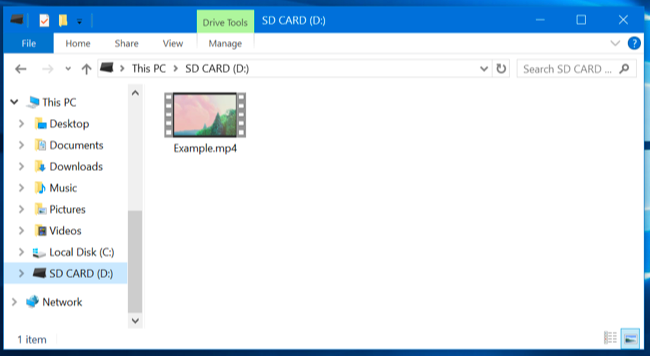 Drive Tools
SD CARD (D:)
File
Home
Share
View
Manage
This PC
SD CARD (D:)
Search SD CARD ...
This PC
Desktop
Documents
Downloads
Music
Pictures
Videos
Local Disk (C:)
SD CARD (D:)
Network
Example.mp4
1 item